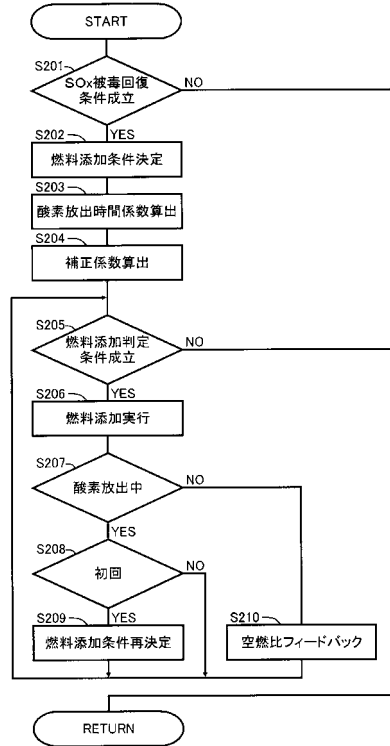 START
S201
SOx被毒回復
条件成立
NO
YES
S202
燃料添加条件決定
S203
酸素放出時間係数算出
S204
補正係数算出
S205
燃料添加判定
条件成立
NO
YES
S206
燃料添加実行
S207
酸素放出中
NO
YES
S208
初回
NO
YES
S209
燃料添加条件再決定
S210
空燃比フィードバック
RETURN